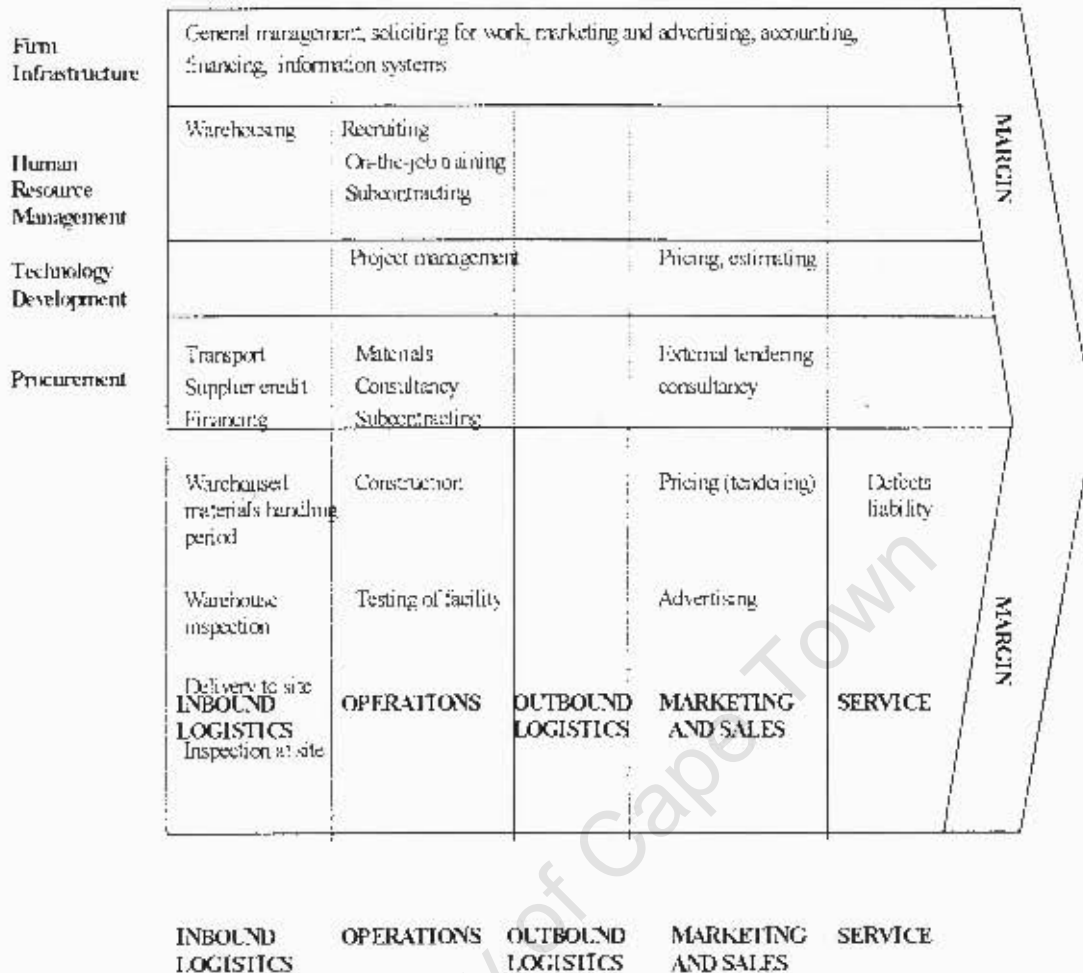 Firm
Infrastructure
General management, soliciting for work, marketing and advertising, accounting,
financing, information systems
Human
Resource
Management
Warehousing
Recruiting
On-the-job training
Subcontracting
Technology
Development
Project management
Pricing, estimating
Procurement
Transport
Supplier credit
Financing
Materials
Consultancy
Subcontracting
External tendering
consultancy
MARGIN
Warehoused
materials handling
period
Construction
Pricing (tendering)
Defects
liability
Warehouse
inspection
Testing of facility
Advertising
MARGIN
Delivery to site
INBOUND
LOGISTICS
OPERATIONS
OUTBOUND
LOGISTICS
MARKETING
AND SALES
SERVICE
Inspection at site
of Cape Town
INBOUND
LOGISTICS
OPERATIONS
OUTBOUND
LOGISTICS
MARKETING
AND SALES
SERVICE